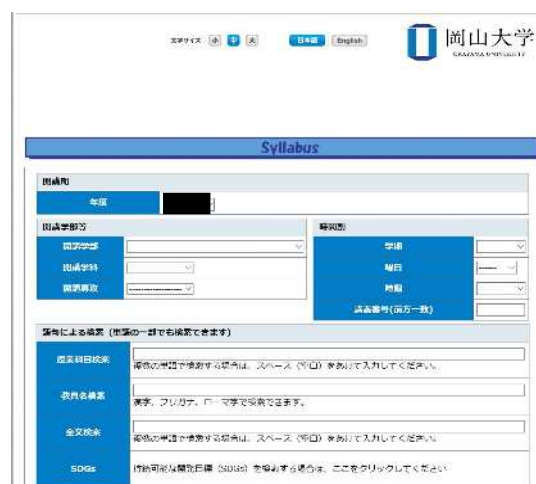 文字サイズ 小 中 大 日本語 English
岡山大学
OKAYAMA UNIVERSITY
Syllabus
開講期
年度
開講学部等 時間割
開講学部 学期
開講学科 曜日
開講専攻 時限
講義番号(前方一致)
語句による検索 (単語の一部でも検索できます)
授業科目検索
複数の単語で検索する場合は、スペース (空白) をあけて入力してください。
教員名検索
漢字、フリガナ、ローマ字で検索できます。
全文検索
複数の単語で検索する場合は、スペース (空白) をあけて入力してください。
SDGs 持続可能な開発目標 (SDGs) を検索する場合は、ここをクリックしてください